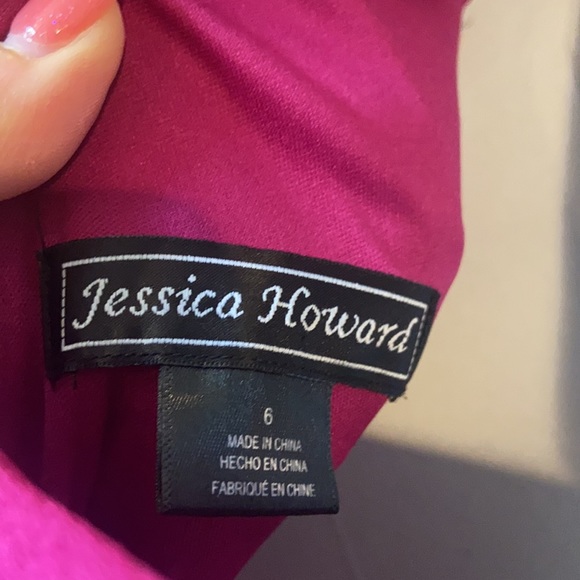 Jessica Howard
6
MADE IN CHINA
HECHO EN CHINA
FABRIQUÉ EN CHINE